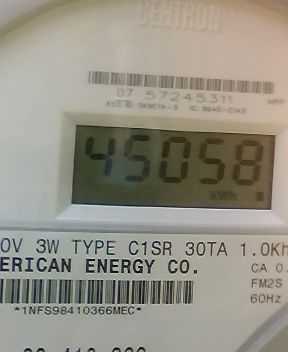 CENTRON
07 57245311
45058
kWh
0V 3W TYPE C1SR 30TA 1.0Kh
ERICAN ENERGY CO.
CA 0.
FM2S
60Hz
*1NFS98410366MEC*